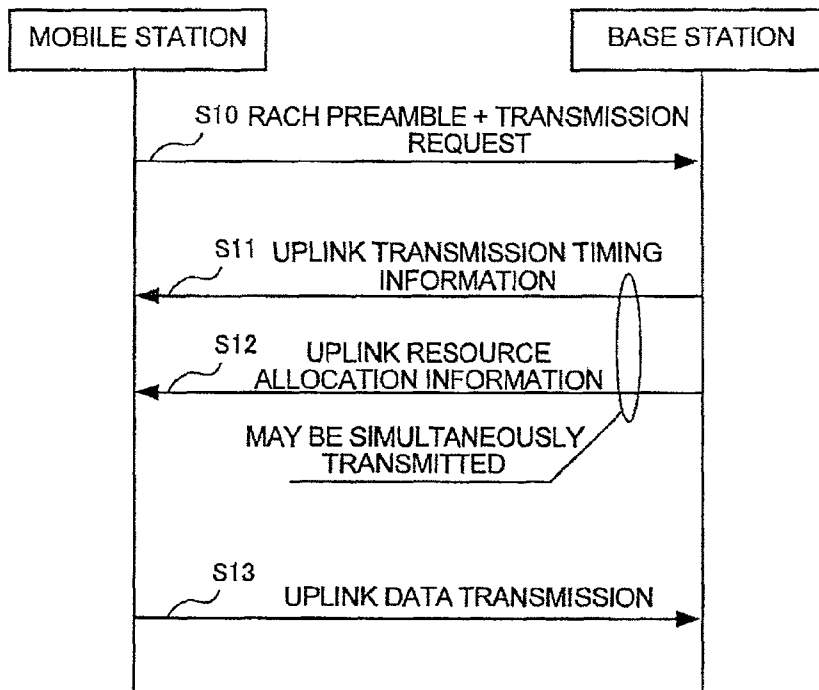 MOBILE STATION
BASE STATION
S10 RACH PREAMBLE + TRANSMISSION
REQUEST
S11 UPLINK TRANSMISSION TIMING
INFORMATION
S12 UPLINK RESOURCE
ALLOCATION INFORMATION
MAY BE SIMULTANEOUSLY
TRANSMITTED
S13
UPLINK DATA TRANSMISSION